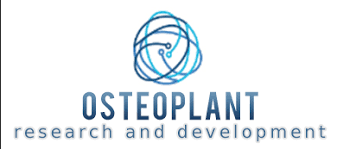 OSTEOPLANT
research and development